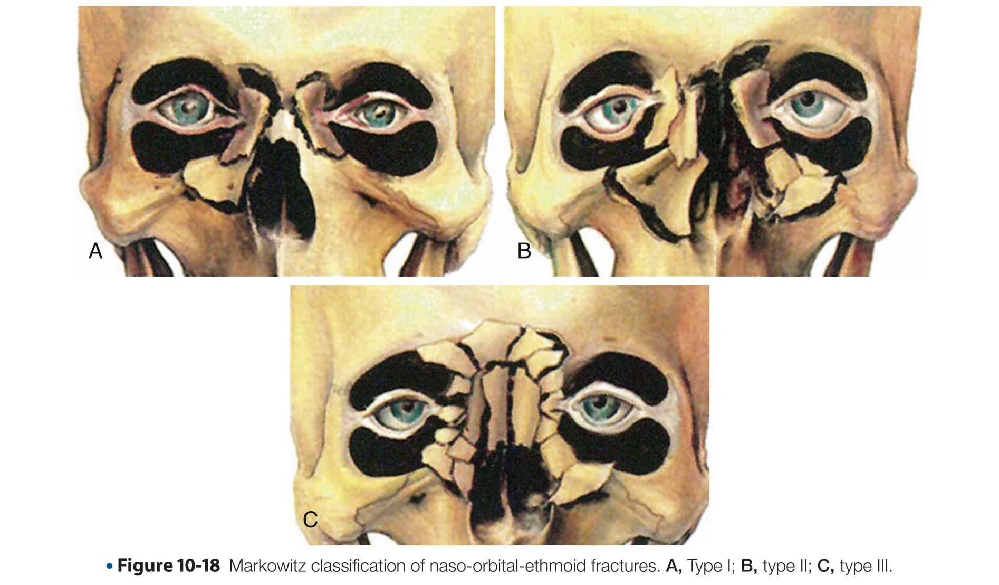 A
B
C
• Figure 10-18 Markowitz classification of naso-orbital-ethmoid fractures. A, Type I; B, type II; C, type III.